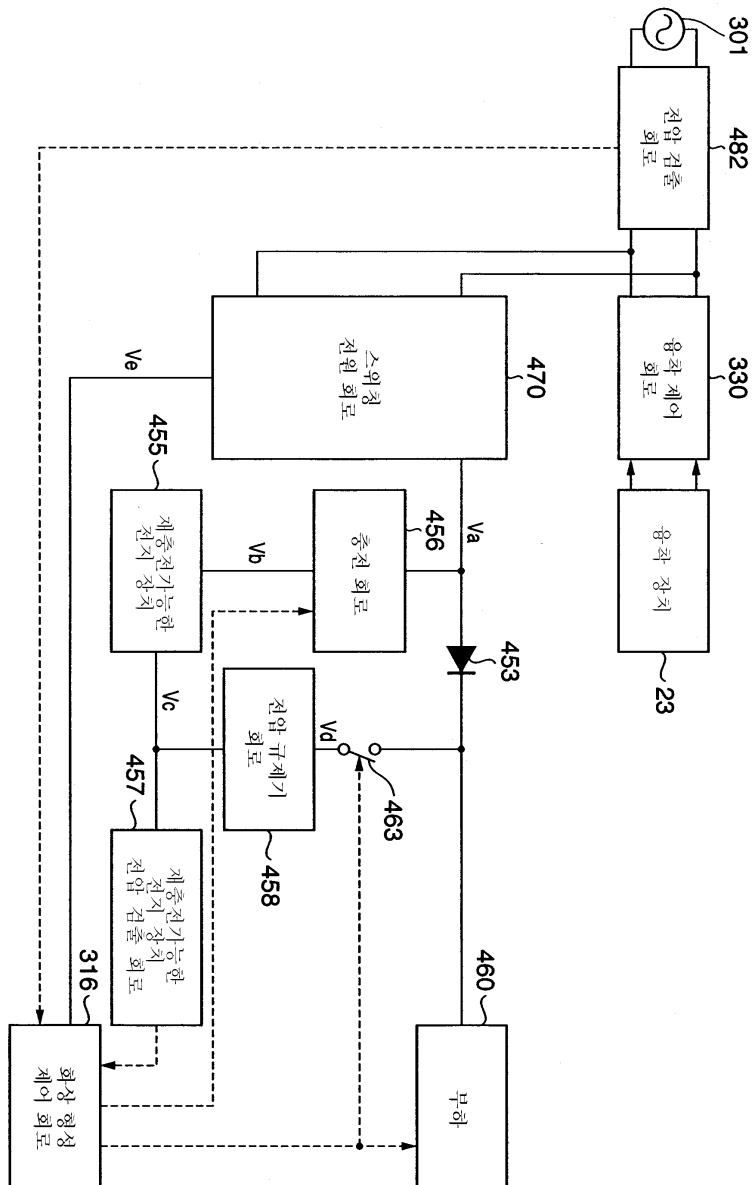 301
482
전압 검출
회로
330
융착 제어
회로
융착 장치
23
스위칭
전원 회로
470
Ve
Va
455
재충전가능한
전지 장치
Vb
456
충전 회로
453
Vc
전압 규제기
회로
Vd
458
463
457
재충전가능한
전지 장치
전압 검출 회로
316
화상 형성
제어 회로
460
부하